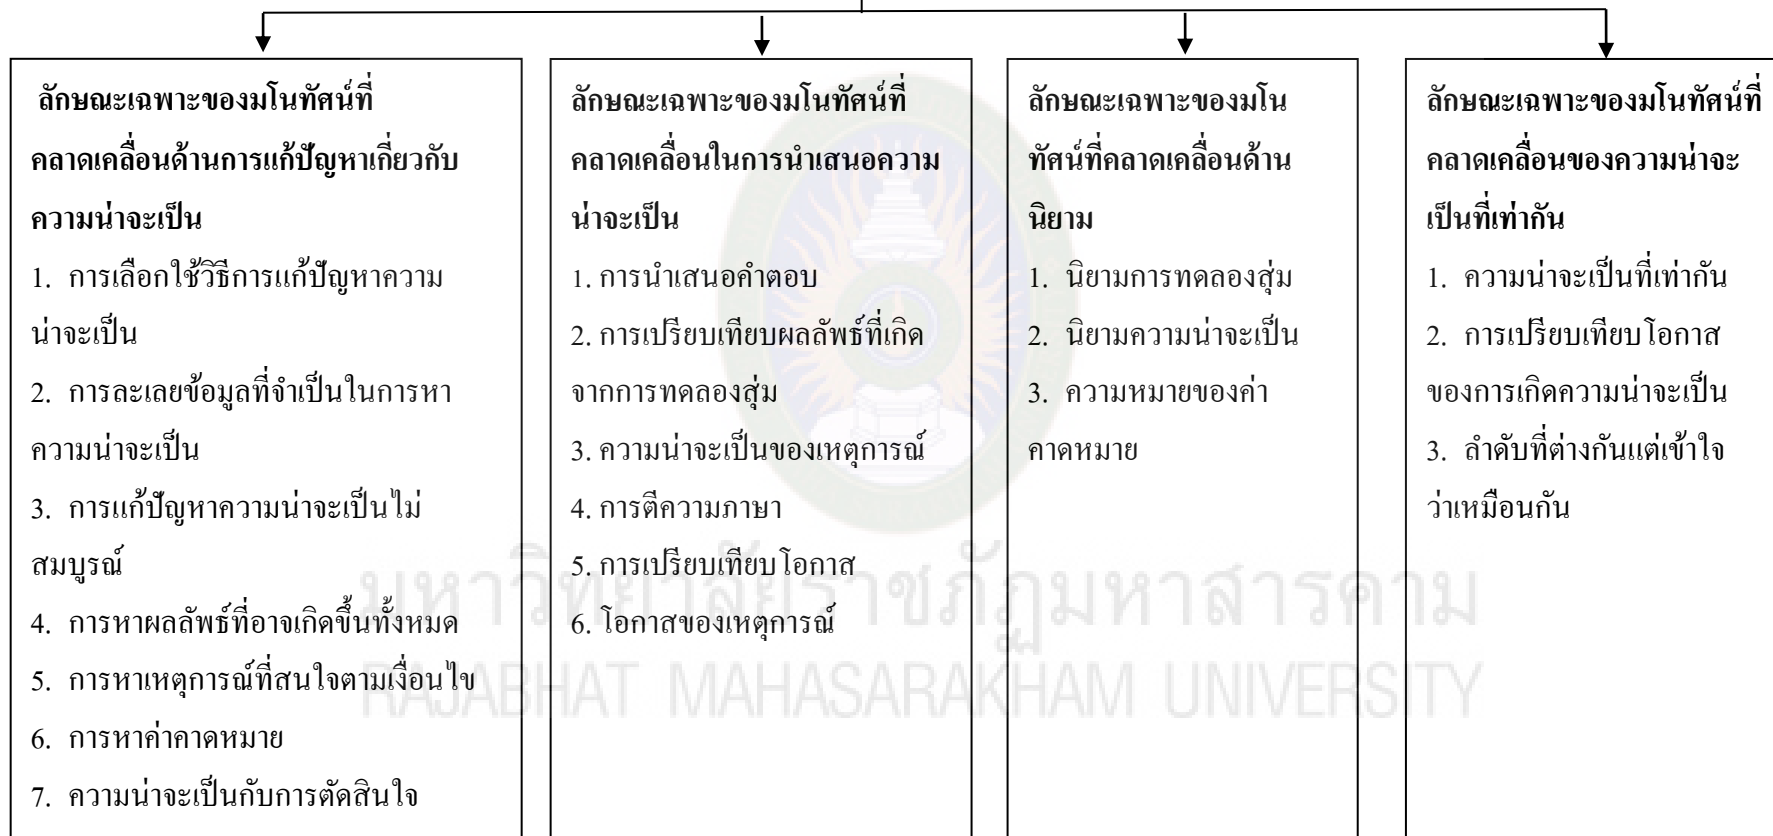 ลักษณะเฉพาะของมโนทัศน์ที่
คลาดเคลื่อนด้านการแก้ปัญหาเกี่ยวกับ
ความน่าจะเป็น
1. การเลือกใช้วิธีการแก้ปัญหาความ
น่าจะเป็น
2. การละเลยข้อมูลที่จำเป็นในการหา
ความน่าจะเป็น
3. การแก้ปัญหาความน่าจะเป็นไม่
สมบูรณ์
4. การหาผลลัพธ์ที่อาจเกิดขึ้นทั้งหมด
5. การหาเหตุการณ์ที่สนใจตามเงื่อนไข
6. การหาค่าคาดหมาย
7. ความน่าจะเป็นกับการตัดสินใจ
ลักษณะเฉพาะของมโนทัศน์ที่
คลาดเคลื่อนในการนำเสนอความ
น่าจะเป็น
1. การนำเสนอคำตอบ
2. การเปรียบเทียบผลลัพธ์ที่เกิด
จากการทดลองสุ่ม
3. ความน่าจะเป็นของเหตุการณ์
4. การตีความภาษา
5. การเปรียบเทียบโอกาส
6. โอกาสของเหตุการณ์
ลักษณะเฉพาะของมโน
ทัศน์ที่คลาดเคลื่อนด้าน
นิยาม
1. นิยามการทดลองสุ่ม
2. นิยามความน่าจะเป็น
3. ความหมายของค่า
คาดหมาย
ลักษณะเฉพาะของมโนทัศน์ที่
คลาดเคลื่อนของความน่าจะ
เป็นที่เท่ากัน
1. ความน่าจะเป็นที่เท่ากัน
2. การเปรียบเทียบโอกาส
ของการเกิดความน่าจะเป็น
3. ลำดับที่ต่างกันแต่เข้าใจ
ว่าเหมือนกัน
มหาวิทยาลัยราชภัฏมหาสารคาม
RAJABHAT MAHASARAKHAM UNIVERSITY